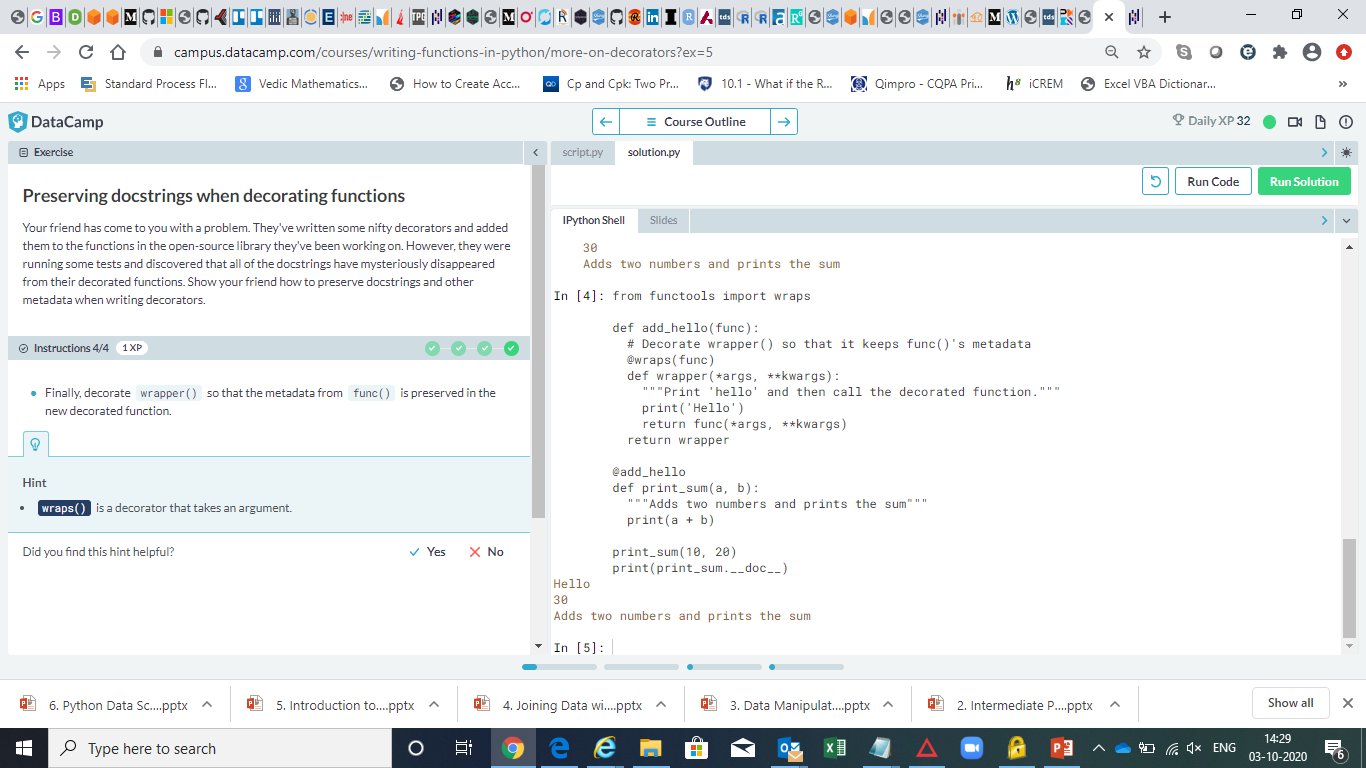 campus.datacamp.com/courses/writing-functions-in-python/more-on-decorators?ex=5
Apps
Standard Process Fl...
Vedic Mathematics...
How to Create Acc...
Cp and Cpk: Two Pr...
10.1 - What if the R...
Qimpro - CQPA Pri...
iCREM
Excel VBA Dictionar...
»
DataCamp
Course Outline
Daily XP 32
Exercise
script.py
solution.py
Run Code
Run Solution
Preserving docstrings when decorating functions
Your friend has come to you with a problem. They've written some nifty decorators and added
them to the functions in the open-source library they've been working on. However, they were
running some tests and discovered that all of the docstrings have mysteriously disappeared
from their decorated functions. Show your friend how to preserve docstrings and other
metadata when writing decorators.
Instructions 4/4
1 XP
Finally, decorate wrapper() so that the metadata from func() is preserved in the
new decorated function.
Hint
wraps() is a decorator that takes an argument.
Did you find this hint helpful?
Yes
No
IPython Shell
Slides
30
Adds two numbers and prints the sum
In [4]: from functools import wraps
def add_hello(func):
# Decorate wrapper() so that it keeps func()'s metadata
@wraps(func)
def wrapper(*args, **kwargs):
"""Print 'hello' and then call the decorated function."""
print('Hello')
return func(*args, **kwargs)
return wrapper
@add_hello
def print_sum(a, b):
"""Adds two numbers and prints the sum"""
print(a + b)
print_sum(10, 20)
print(print_sum.__doc__)
Hello
30
Adds two numbers and prints the sum
In [5]:
6. Python Data Sc....pptx
5. Introduction to....pptx
4. Joining Data wi....pptx
3. Data Manipulat....pptx
2. Intermediate P....pptx
Show all
Type here to search
ENG
14:29
03-10-2020
6